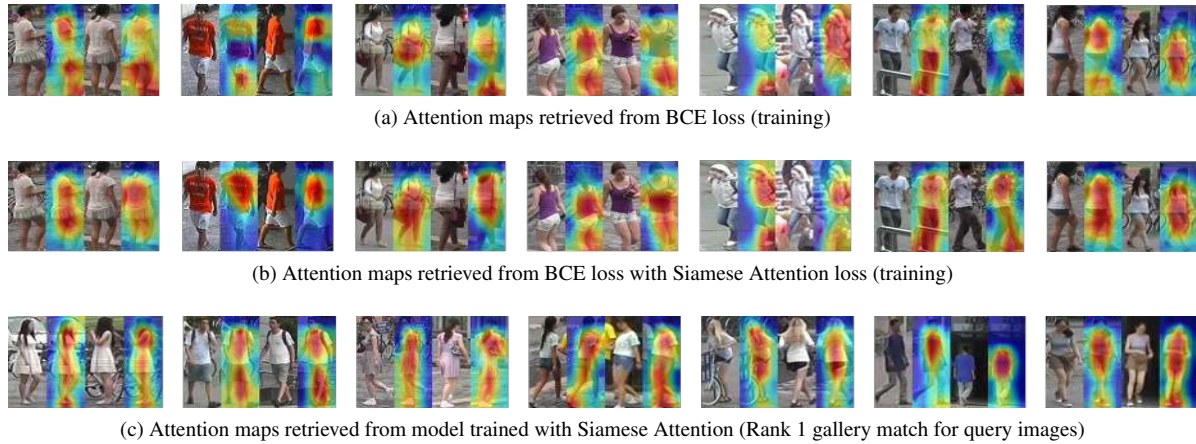 (a) Attention maps retrieved from BCE loss (training)
(b) Attention maps retrieved from BCE loss with Siamese Attention loss (training)
(c) Attention maps retrieved from model trained with Siamese Attention (Rank 1 gallery match for query images)